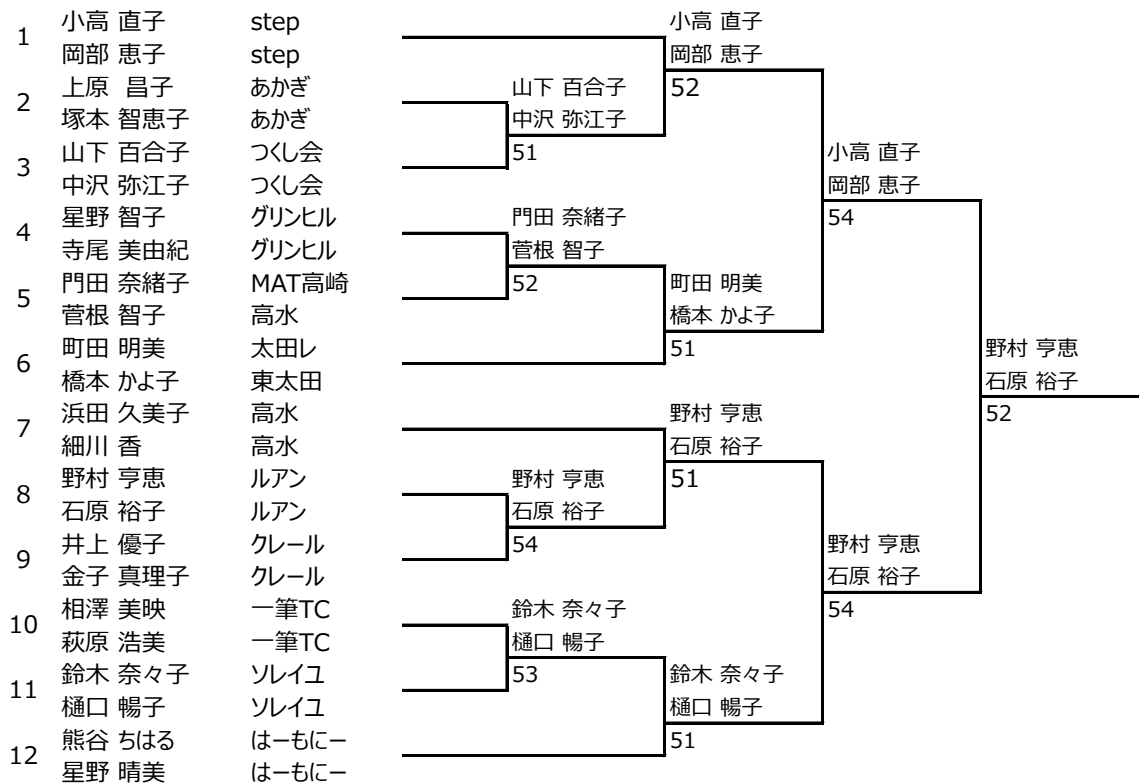 1 小高 直子 step 小高 直子
岡部 恵子 step 岡部 恵子
2 上原 昌子 あかぎ 山下 百合子 52
塚本 智恵子 あかぎ 中沢 弥江子
3 山下 百合子 つくし会 51 小高 直子
中沢 弥江子 つくし会 岡部 恵子
4 星野 智子 グリンヒル 門田 奈緒子 54
寺尾 美由紀 グリンヒル 菅根 智子
5 門田 奈緒子 MAT高崎 52 町田 明美
菅根 智子 高水 橋本 かよ子
6 町田 明美 太田レ 51 野村 亨恵
橋本 かよ子 東太田 石原 裕子
7 浜田 久美子 高水 野村 亨恵 52
細川 香 高水 石原 裕子
8 野村 亨恵 ルアン 野村 亨恵 51
石原 裕子 ルアン 石原 裕子
9 井上 優子 クレール 54 野村 亨恵
金子 真理子 クレール 石原 裕子
10 相澤 美映 一筆TC 鈴木 奈々子 54
萩原 浩美 一筆TC 樋口 暢子
11 鈴木 奈々子 ソレイユ 53 鈴木 奈々子
樋口 暢子 ソレイユ 樋口 暢子
12 熊谷 ちはる はーもにー 51
星野 晴美 はーもにー